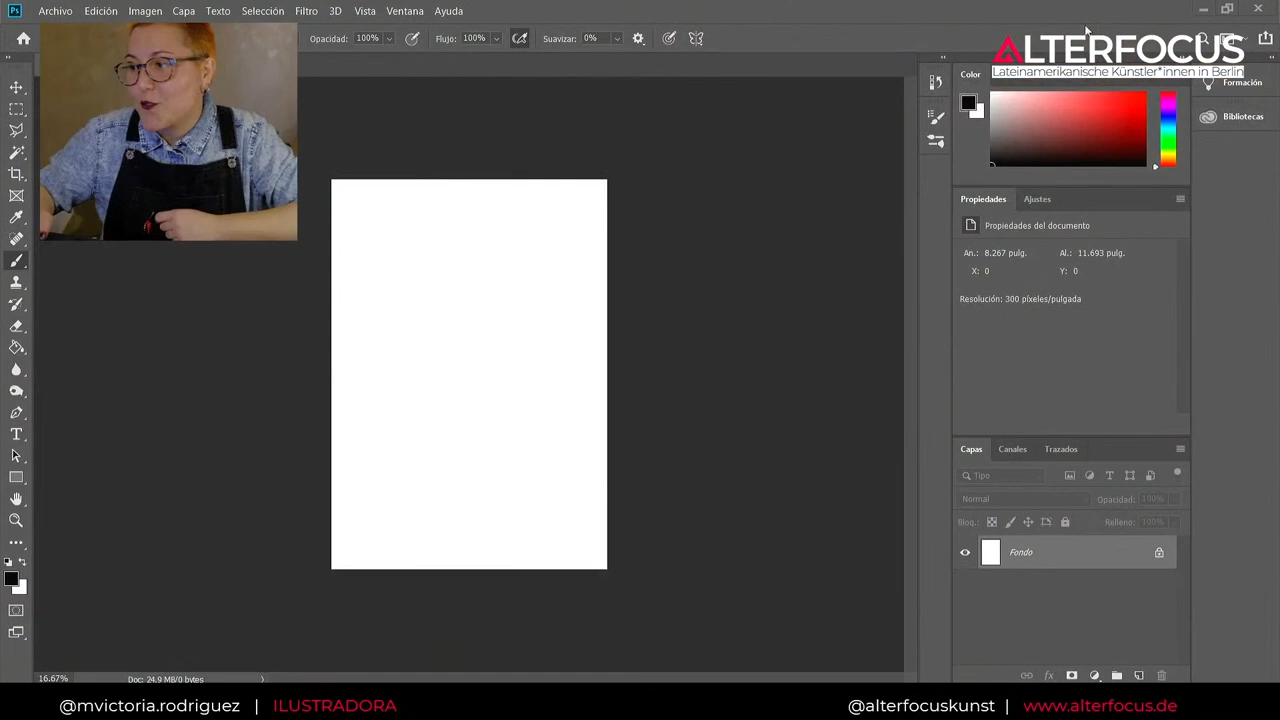 Ps Archivo Edición Imagen Capa Texto Selección Filtro 3D Vista Ventana Ayuda
Opacidad: 100% Flujo: 100% Suavizar: 0%
ALTERFOCUS
Lateinamerikanische Künstler*innen in Berlin
Color
Formación
Bibliotecas
Propiedades Ajustes
Propiedades del documento
An.: 8.267 pulg. Al.: 11.693 pulg.
X: 0 Y: 0
Resolución: 300 píxeles/pulgada
Capas Canales Trazados
Tipo
Normal Opacidad: 100%
Bloq.: Relleno: 100%
Fondo
16.67% Doc: 24.9 MB/0 bytes
@mvictoria.rodriguez | ILUSTRADORA @alterfocuskunst | www.alterfocus.de